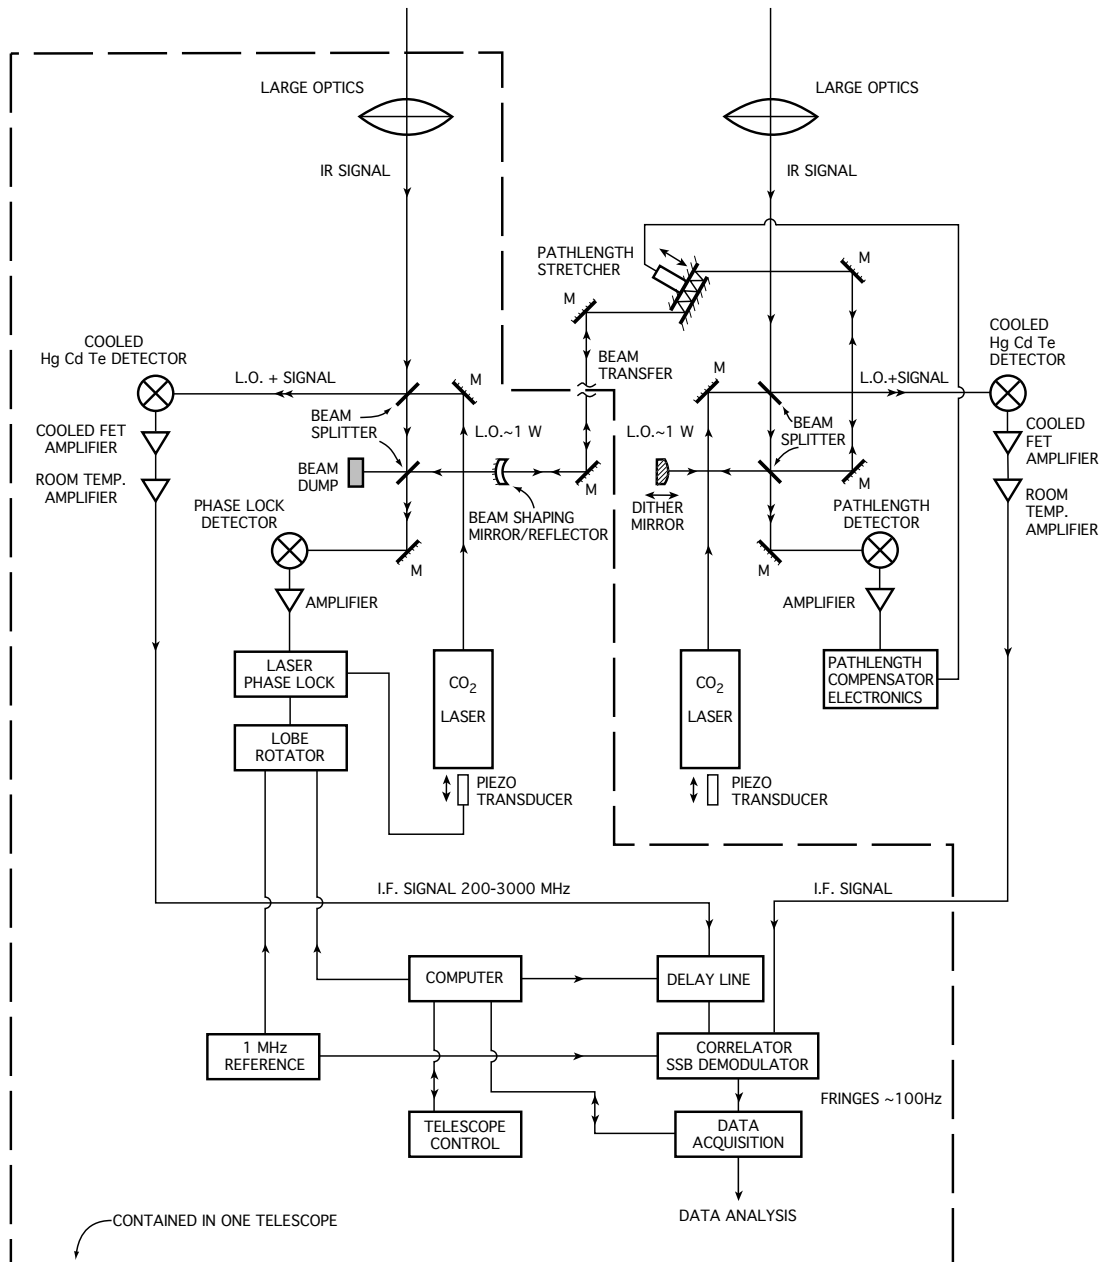 LARGE OPTICS
LARGE OPTICS
IR SIGNAL
IR SIGNAL
PATHLENGTH
STRETCHER
M
M
COOLED
Hg Cd Te DETECTOR
COOLED
Hg Cd Te
DETECTOR
BEAM
TRANSFER
L.O. + SIGNAL
M
M
L.O.+SIGNAL
BEAM
SPLITTER
L.O.~1 W
L.O.~1 W
BEAM
SPLITTER
COOLED FET
AMPLIFIER
COOLED
FET
AMPLIFIER
ROOM TEMP.
AMPLIFIER
BEAM
DUMP
M
M
ROOM
TEMP.
AMPLIFIER
PHASE LOCK
DETECTOR
BEAM SHAPING
MIRROR/REFLECTOR
DITHER
MIRROR
PATHLENGTH
DETECTOR
M
M
AMPLIFIER
AMPLIFIER
LASER
PHASE LOCK
CO2
LASER
CO2
LASER
PATHLENGTH
COMPENSATOR
ELECTRONICS
LOBE
ROTATOR
PIEZO
TRANSDUCER
PIEZO
TRANSDUCER
I.F. SIGNAL 200-3000 MHz
I.F. SIGNAL
COMPUTER
DELAY LINE
1 MHz
REFERENCE
CORRELATOR
SSB DEMODULATOR
FRINGES ~100Hz
TELESCOPE
CONTROL
DATA
ACQUISITION
DATA ANALYSIS
CONTAINED IN ONE TELESCOPE